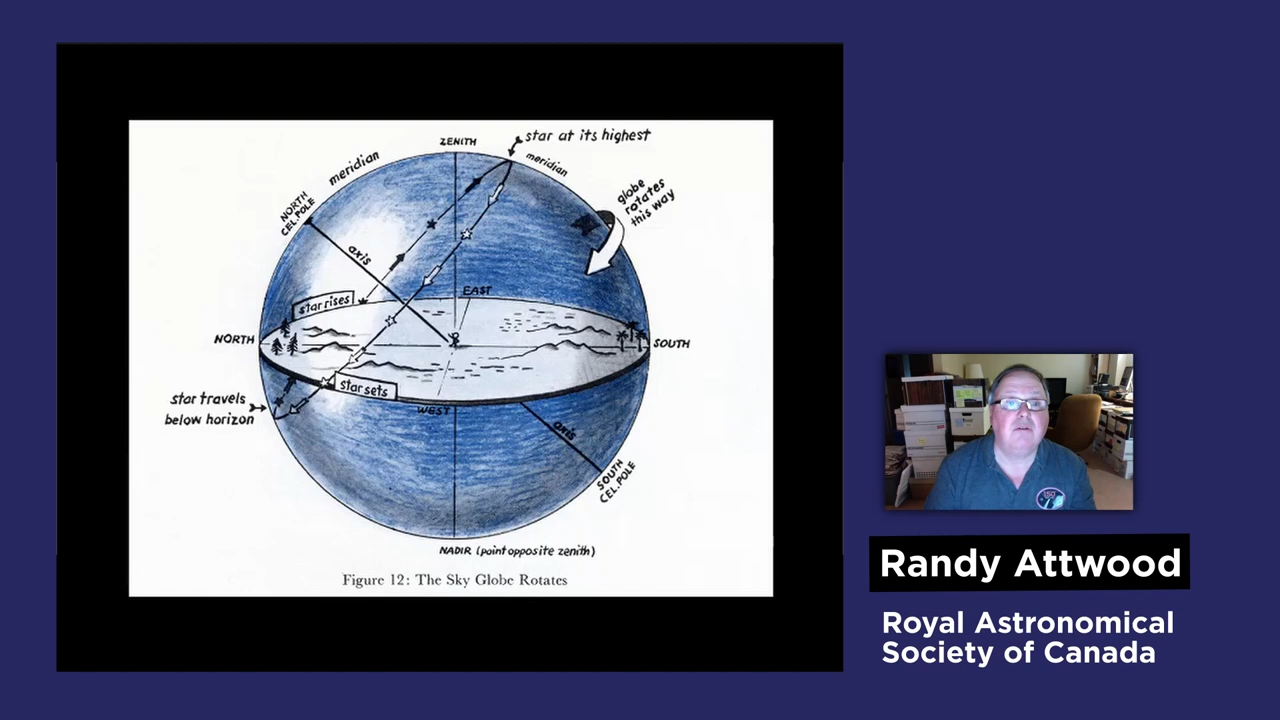 ZENITH
star at its highest
meridian
meridian
NORTH
CEL. POLE
globe
rotates
this way
axis
star rises
EAST
NORTH
SOUTH
star sets
star travels
below horizon
WEST
axis
SOUTH
CEL. POLE
NADIR (point opposite zenith)
Figure 12: The Sky Globe Rotates
Randy Attwood
Royal Astronomical
Society of Canada